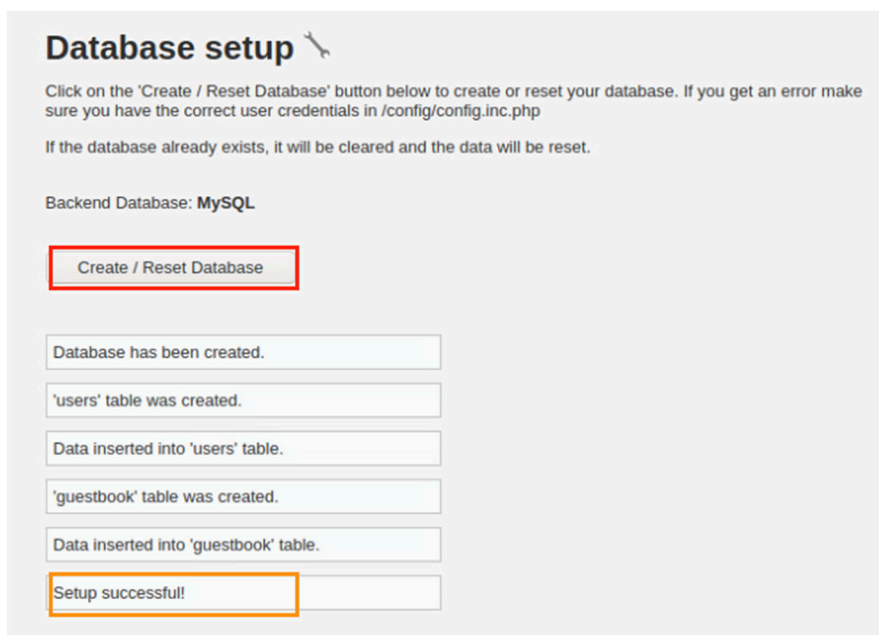 Database setup
Click on the 'Create / Reset Database' button below to create or reset your database. If you get an error make
sure you have the correct user credentials in /config/config.inc.php
If the database already exists, it will be cleared and the data will be reset.
Backend Database: MySQL
Create / Reset Database
Database has been created.
'users' table was created.
Data inserted into 'users' table.
'guestbook' table was created.
Data inserted into 'guestbook' table.
Setup successful!